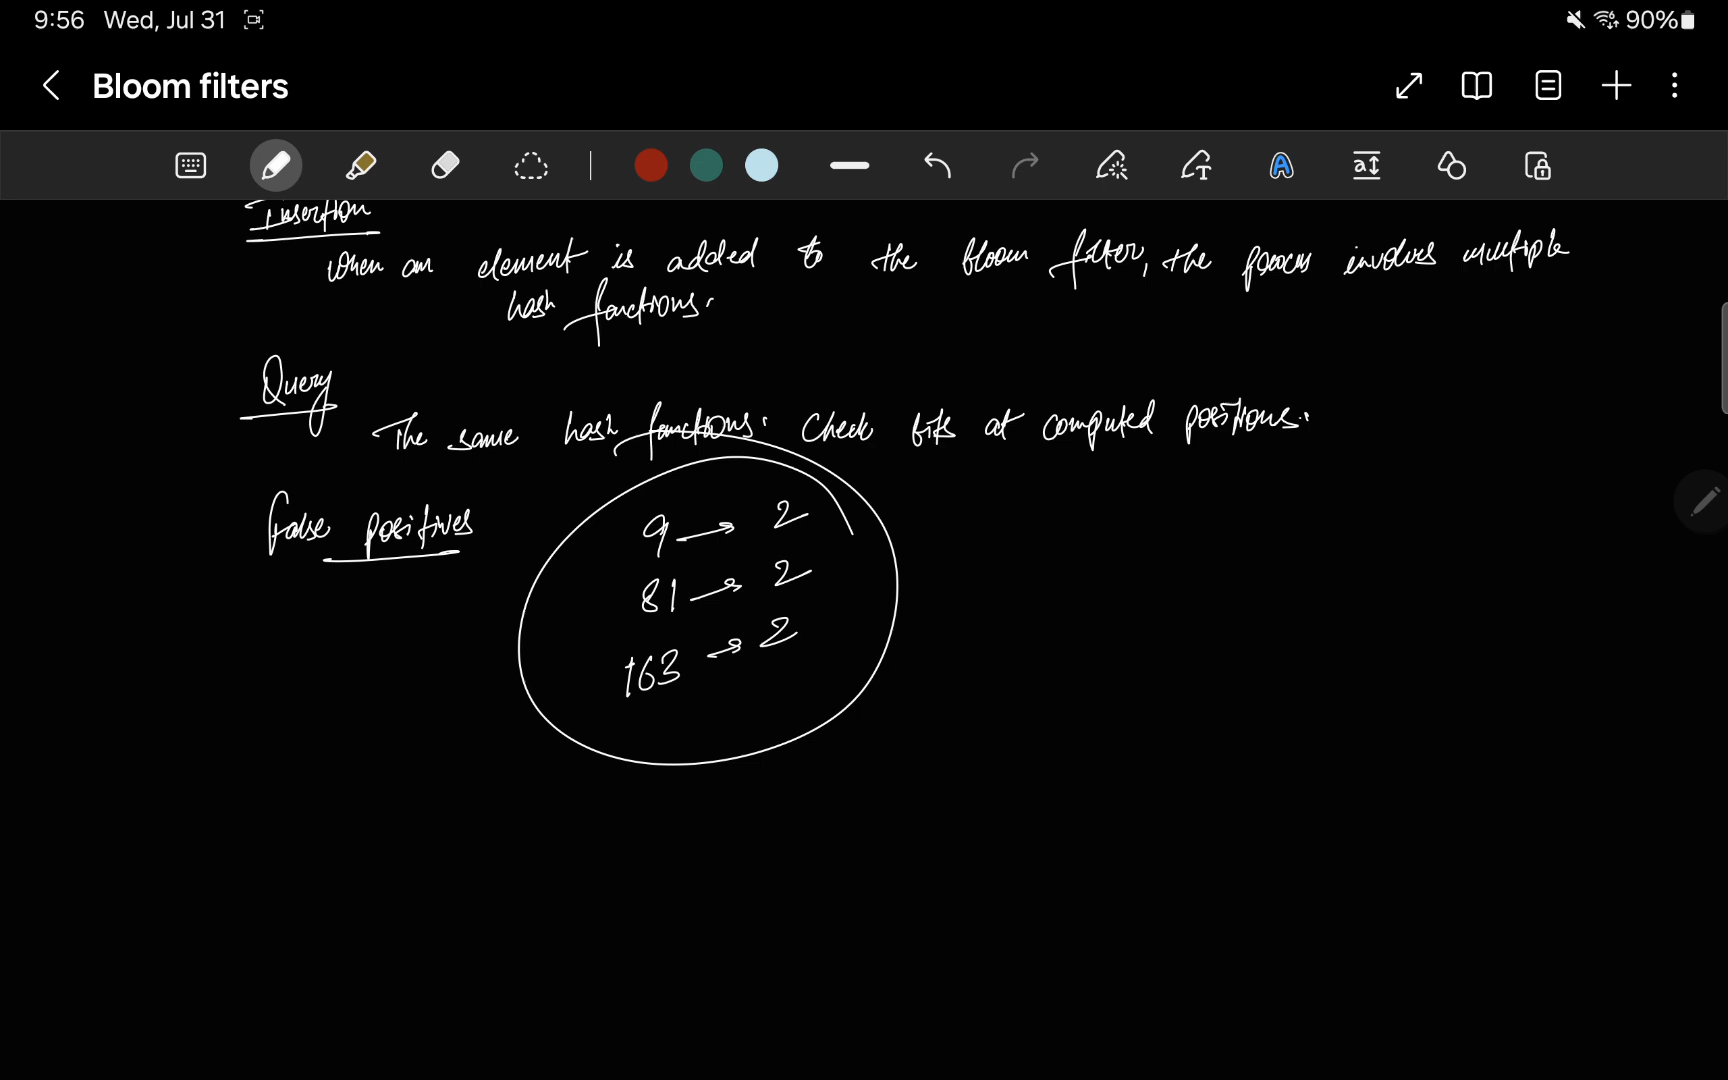 9:56 Wed, Jul 31 90%
Bloom filters
Insertion
When an element is added to the bloom filter, the process involves multiple
hash functions.
Query
The same hash functions. Check bits at computed positions.
False positives
9 → 2
81 → 2
163 → 2